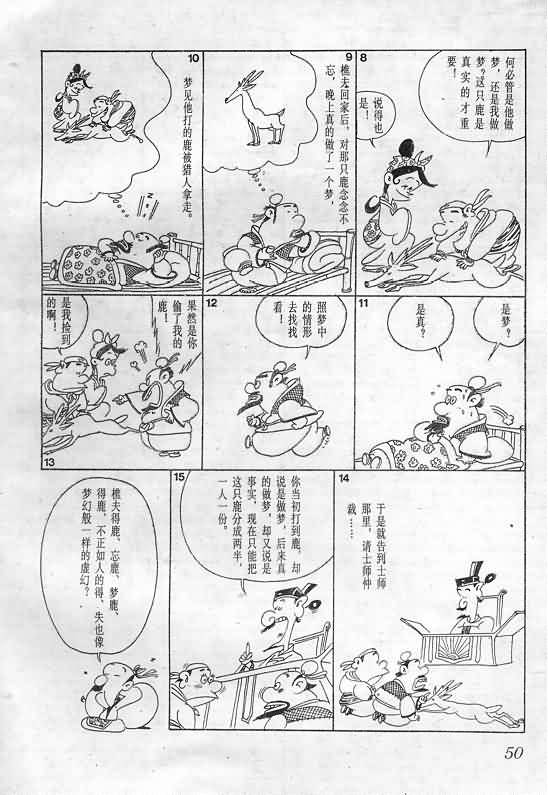 8
何必管是他做
梦，还是我做
梦？这只鹿是
真实的才重
要！
说得也
是！
9
樵夫回家后，对那只鹿念念不
忘，晚上真的做了一个梦，
10
梦见他打的鹿被猎人拿走。
Z
Z
11
是梦？
是真？
12
照梦中
的情形
去找找
看！
13
果然是你
偷了我的
鹿！
是我捡到
的啊！
14
于是就告到士师
那里，请士师仲
裁……
15
你当初打到鹿，却
说是做梦，后来真
的做梦，却又说是
事实，现在只能把
这只鹿分成两半，
一人一份。
樵夫得鹿、忘鹿、梦
得鹿，不正如人的得、失也像
梦幻般一样的虚幻？
50